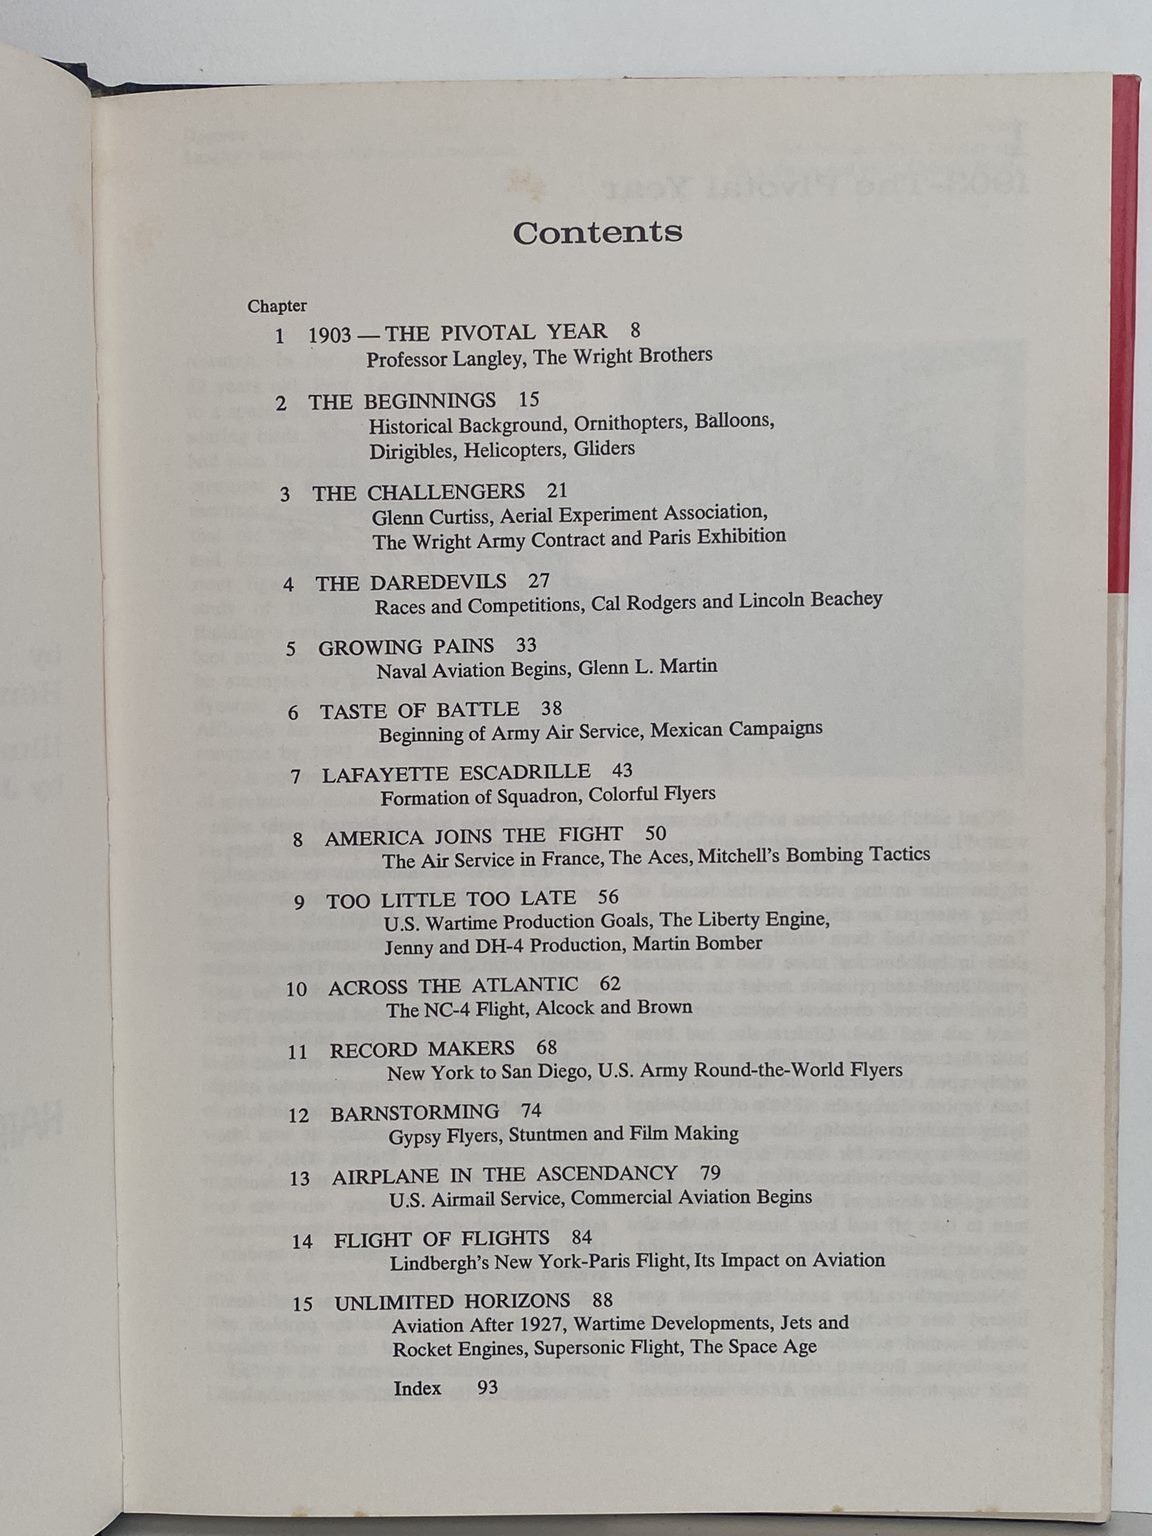 Contents
Chapter
1 1903 — THE PIVOTAL YEAR 8
Professor Langley, The Wright Brothers
2 THE BEGINNINGS 15
Historical Background, Ornithopters, Balloons,
Dirigibles, Helicopters, Gliders
3 THE CHALLENGERS 21
Glenn Curtiss, Aerial Experiment Association,
The Wright Army Contract and Paris Exhibition
4 THE DAREDEVILS 27
Races and Competitions, Cal Rodgers and Lincoln Beachey
5 GROWING PAINS 33
Naval Aviation Begins, Glenn L. Martin
6 TASTE OF BATTLE 38
Beginning of Army Air Service, Mexican Campaigns
7 LAFAYETTE ESCADRILLE 43
Formation of Squadron, Colorful Flyers
8 AMERICA JOINS THE FIGHT 50
The Air Service in France, The Aces, Mitchell's Bombing Tactics
9 TOO LITTLE TOO LATE 56
U.S. Wartime Production Goals, The Liberty Engine,
Jenny and DH-4 Production, Martin Bomber
10 ACROSS THE ATLANTIC 62
The NC-4 Flight, Alcock and Brown
11 RECORD MAKERS 68
New York to San Diego, U.S. Army Round-the-World Flyers
12 BARNSTORMING 74
Gypsy Flyers, Stuntmen and Film Making
13 AIRPLANE IN THE ASCENDANCY 79
U.S. Airmail Service, Commercial Aviation Begins
14 FLIGHT OF FLIGHTS 84
Lindbergh's New York-Paris Flight, Its Impact on Aviation
15 UNLIMITED HORIZONS 88
Aviation After 1927, Wartime Developments, Jets and
Rocket Engines, Supersonic Flight, The Space Age
Index 93